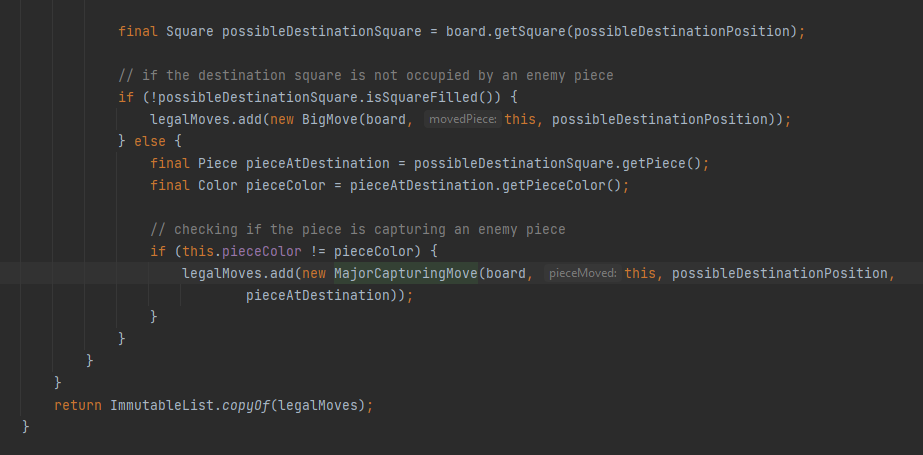 final Square possibleDestinationSquare = board.getSquare(possibleDestinationPosition);
// if the destination square is not occupied by an enemy piece
if (!possibleDestinationSquare.isSquareFilled()) {
legalMoves.add(new BigMove(board, movedPiece: this, possibleDestinationPosition));
} else {
final Piece pieceAtDestination = possibleDestinationSquare.getPiece();
final Color pieceColor = pieceAtDestination.getPieceColor();
// checking if the piece is capturing an enemy piece
if (this.pieceColor != pieceColor) {
legalMoves.add(new MajorCapturingMove(board, pieceMoved: this, possibleDestinationPosition,
pieceAtDestination));
}
}
}
}
return ImmutableList.copyOf(legalMoves);
}